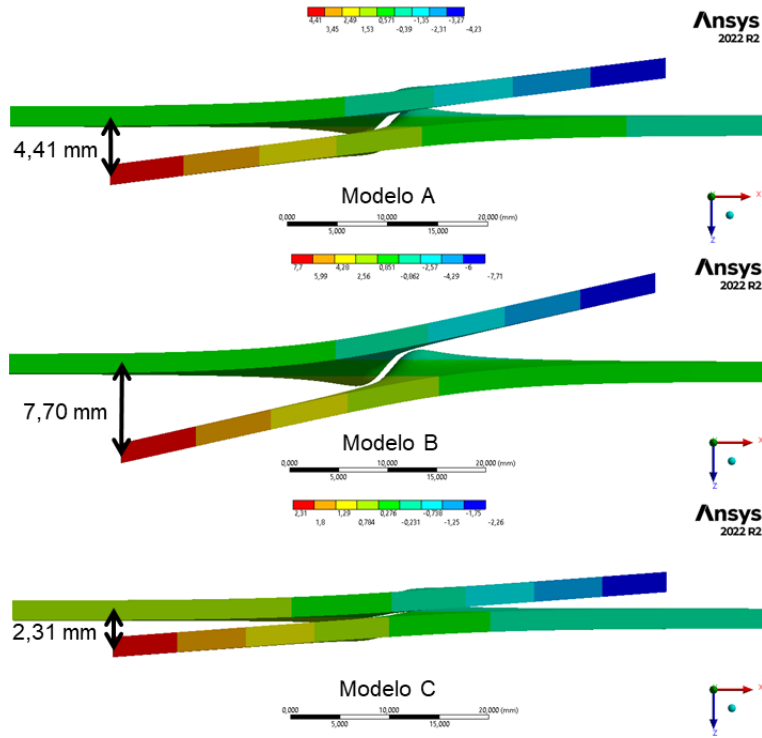 4,41 2,49 0,571 -1,35 -3,27
3,45 1,53 -0,39 -2,31 -4,23
Ansys
2022 R2
4,41 mm
Modelo A
0,000 10,000 20,000 (mm)
5,000 15,000
X
Z
7,7 4,28 0,851 -2,57 -6
5,99 2,56 -0,862 -4,29 -7,71
Ansys
2022 R2
7,70 mm
Modelo B
0,000 10,000 20,000 (mm)
5,000 15,000
X
Z
2,31 1,29 0,276 -0,738 -1,75
1,8 0,784 -0,231 -1,25 -2,26
Ansys
2022 R2
2,31 mm
Modelo C
0,000 10,000 20,000 (mm)
5,000 15,000
X
Z